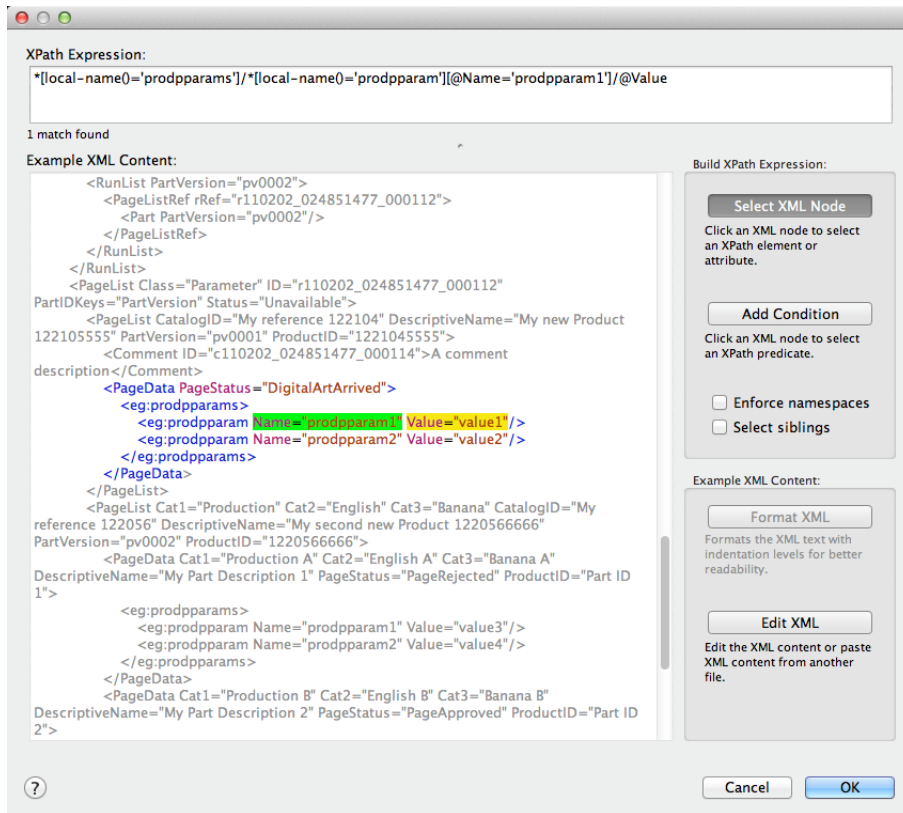 XPath Expression:
*[local-name()='prodpparams']/*[local-name()='prodpparam'][@Name='prodpparam1']/@Value
1 match found
Example XML Content:
<RunList PartVersion="pv0002">
<PageListRef rRef="r110202_024851477_000112">
<Part PartVersion="pv0002"/>
</PageListRef>
</RunList>
</RunList>
<PageList Class="Parameter" ID="r110202_024851477_000112"
PartIDKeys="PartVersion" Status="Unavailable">
<PageList CatalogID="My reference 122104" DescriptiveName="My new Product
122105555" PartVersion="pv0001" ProductID="1221045555">
<Comment ID="c110202_024851477_000114">A comment
description</Comment>
<PageData PageStatus="DigitalArtArrived">
<eg:prodpparams>
<eg:prodpparam Name="prodpparam1" Value="value1"/>
<eg:prodpparam Name="prodpparam2" Value="value2"/>
</eg:prodpparams>
</PageData>
</PageList>
<PageList Cat1="Production" Cat2="English" Cat3="Banana" CatalogID="My
reference 122056" DescriptiveName="My second new Product 1220566666"
PartVersion="pv0002" ProductID="1220566666">
<PageData Cat1="Production A" Cat2="English A" Cat3="Banana A"
DescriptiveName="My Part Description 1" PageStatus="PageRejected" ProductID="Part ID
1">
<eg:prodpparams>
<eg:prodpparam Name="prodpparam1" Value="value3"/>
<eg:prodpparam Name="prodpparam2" Value="value4"/>
</eg:prodpparams>
</PageData>
<PageData Cat1="Production B" Cat2="English B" Cat3="Banana B"
DescriptiveName="My Part Description 2" PageStatus="PageApproved" ProductID="Part ID
2">
Build XPath Expression:
Select XML Node
Click an XML node to select
an XPath element or
attribute.
Add Condition
Click an XML node to select
an XPath predicate.
Enforce namespaces
Select siblings
Example XML Content:
Format XML
Formats the XML text with
indentation levels for better
readability.
Edit XML
Edit the XML content or paste
XML content from another
file.
?
Cancel
OK